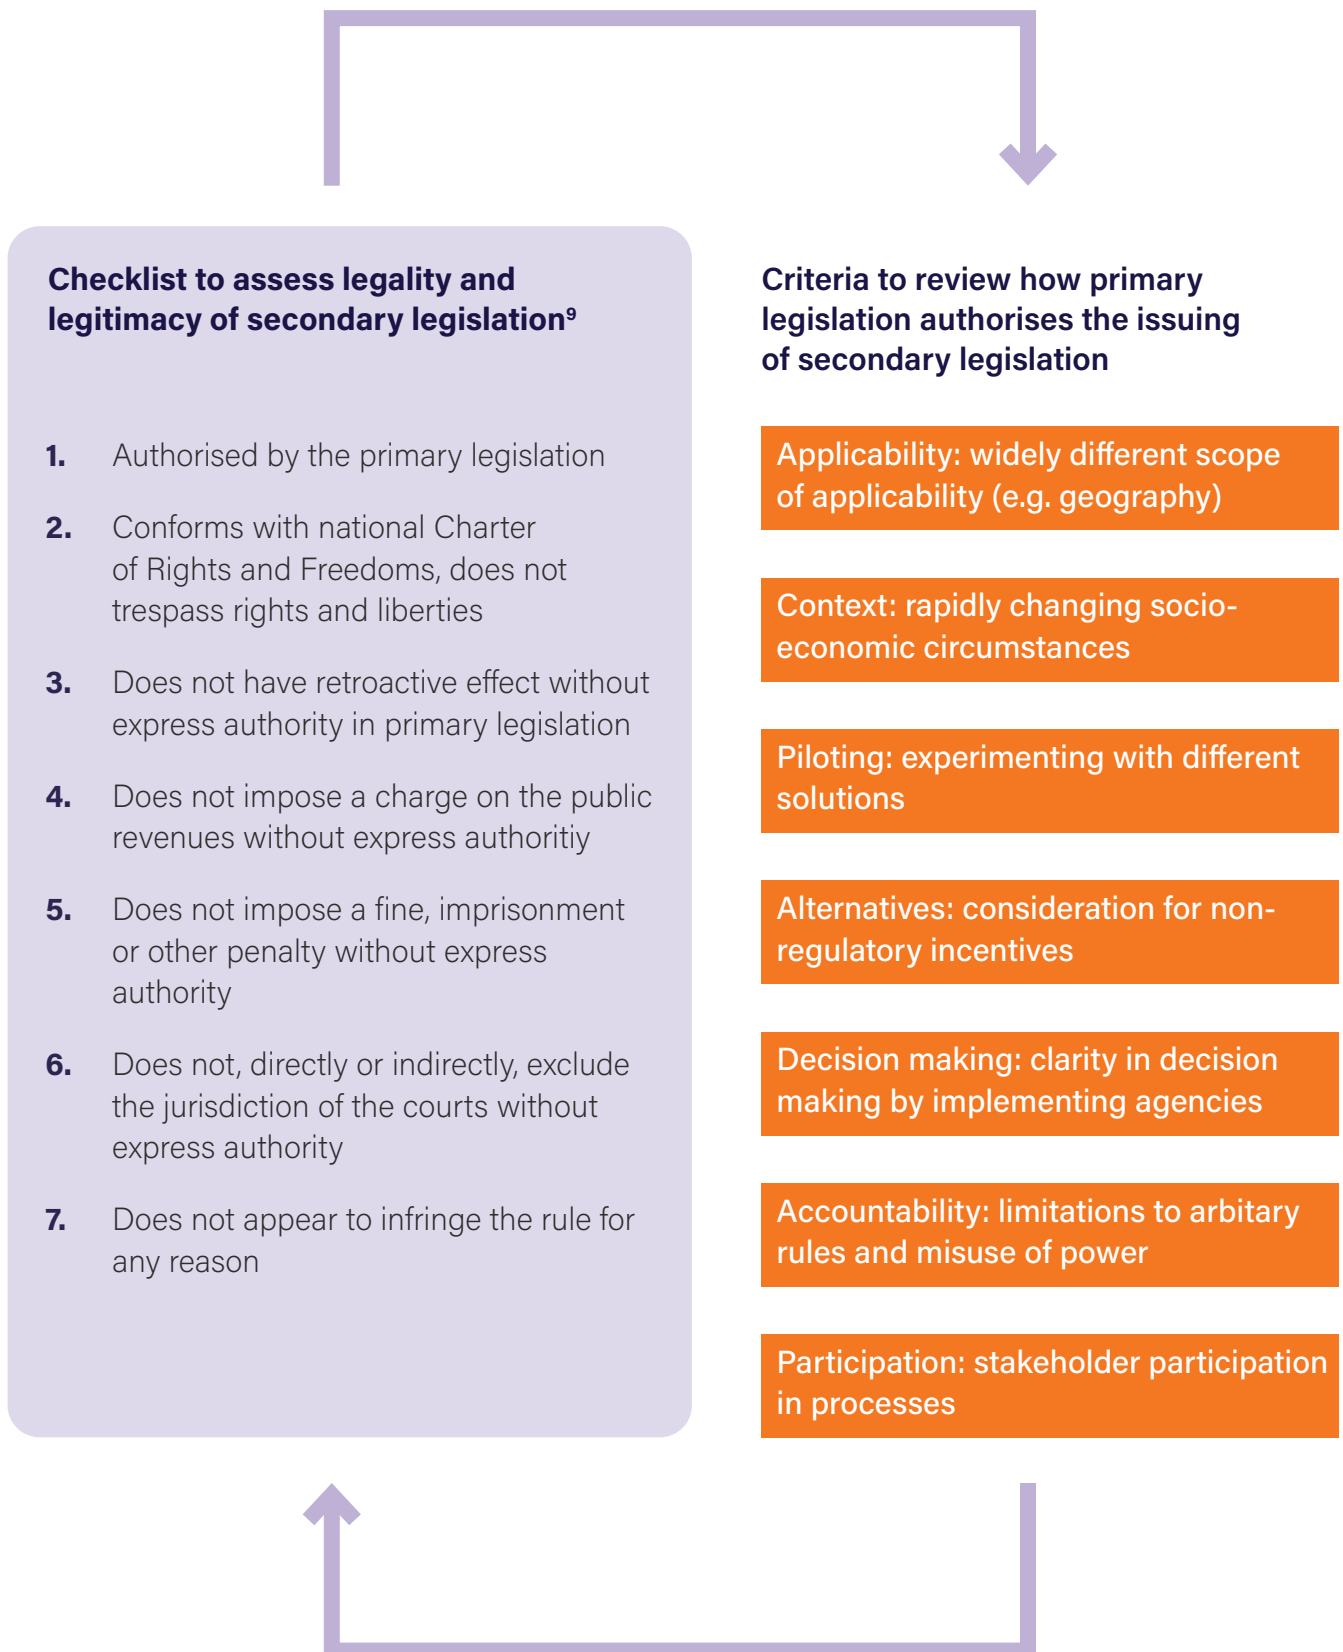 Checklist to assess legality and
legitimacy of secondary legislation⁹
1. Authorised by the primary legislation
2. Conforms with national Charter
of Rights and Freedoms, does not
trespass rights and liberties
3. Does not have retroactive effect without
express authority in primary legislation
4. Does not impose a charge on the public
revenues without express authoritiy
5. Does not impose a fine, imprisonment
or other penalty without express
authority
6. Does not, directly or indirectly, exclude
the jurisdiction of the courts without
express authority
7. Does not appear to infringe the rule for
any reason
Criteria to review how primary
legislation authorises the issuing
of secondary legislation
Applicability: widely different scope
of applicability (e.g. geography)
Context: rapidly changing socio-
economic circumstances
Piloting: experimenting with different
solutions
Alternatives: consideration for non-
regulatory incentives
Decision making: clarity in decision
making by implementing agencies
Accountability: limitations to arbitary
rules and misuse of power
Participation: stakeholder participation
in processes